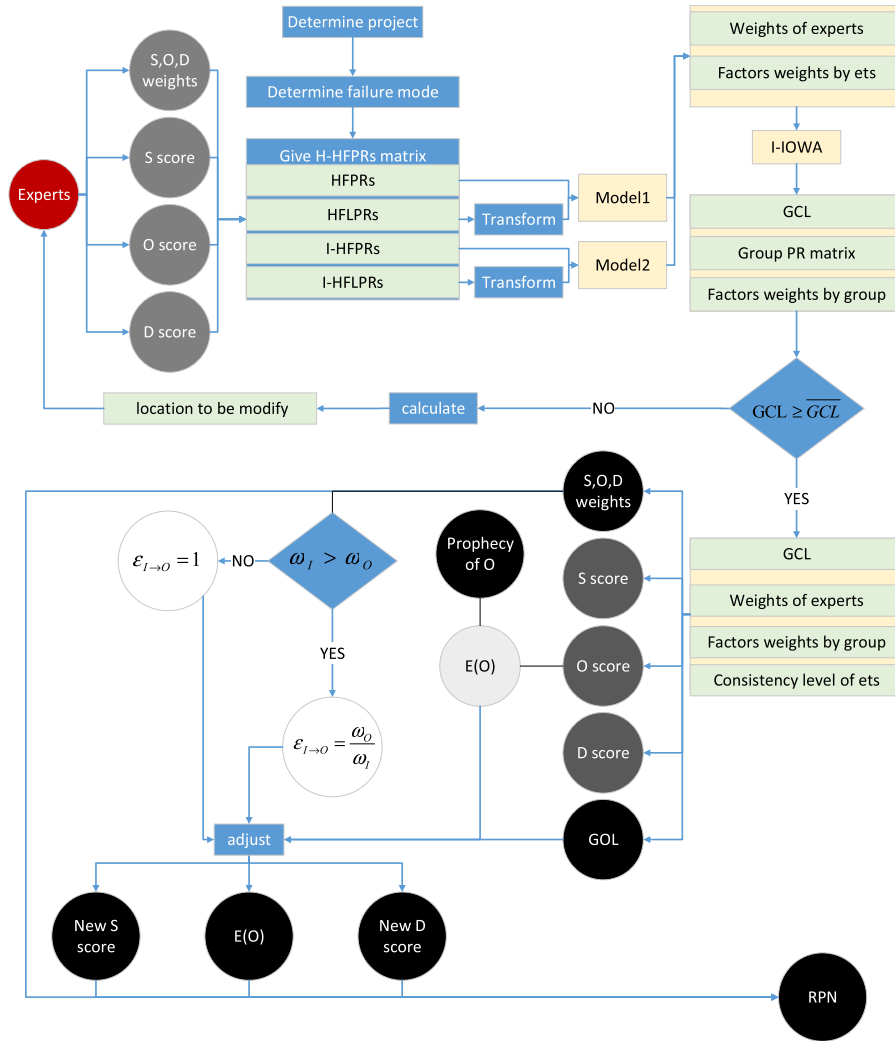 Determine project
Determine failure mode
Give H-HFPRs matrix
HFPRs
HFLPRs
I-HFPRs
I-HFLPRs
Transform
Transform
Model1
Model2
Experts
S,O,D
weights
S score
O score
D score
Weights of experts
Factors weights by ets
I-IOWA
GCL
Group PR matrix
Factors weights by group
GCL ≥ \overline{GCL}
NO
calculate
location to be modify
YES
GCL
Weights of experts
Factors weights by group
Consistency level of ets
S,O,D
weights
S score
O score
D score
GOL
Prophecy
of O
E(O)
ω_I > ω_O
NO
ε_{I→O} = 1
YES
ε_{I→O} = \frac{ω_O}{ω_I}
adjust
New S
score
E(O)
New D
score
RPN